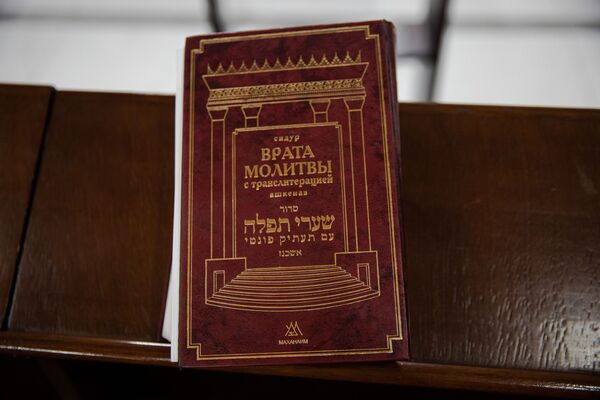 сидур
ВРАТА
МОЛИТВЫ
с транслитерацией
ашкеназ
סדור
שערי תפלה
עם תעתיק פונטי
אשכנז
МАХАНАИМ